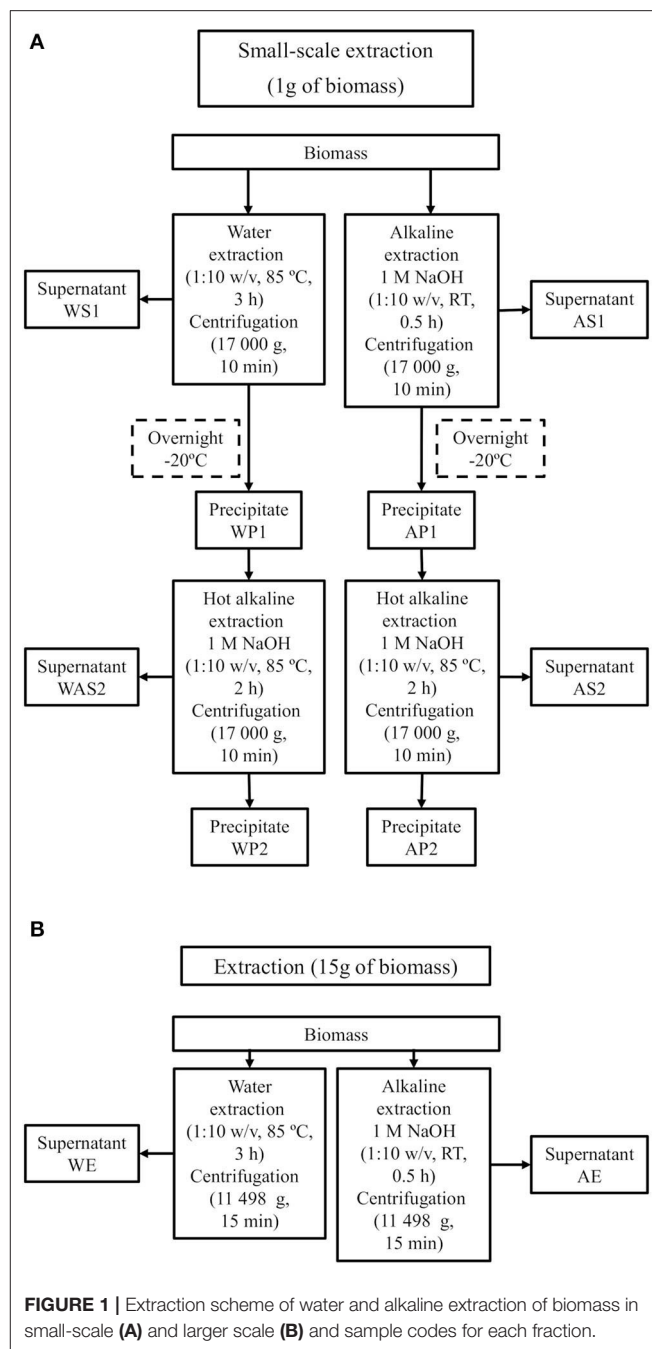 A
Small-scale extraction
(1g of biomass)
Biomass
Water
extraction
(1:10 w/v, 85 ºC,
3 h)
Centrifugation
(17 000 g,
10 min)
Alkaline
extraction
1 M NaOH
(1:10 w/v, RT,
0.5 h)
Centrifugation
(17 000 g,
10 min)
Supernatant
WS1
Supernatant
AS1
Overnight
-20ºC
Overnight
-20ºC
Precipitate
WP1
Precipitate
AP1
Hot alkaline
extraction
1 M NaOH
(1:10 w/v, 85 ºC,
2 h)
Centrifugation
(17 000 g,
10 min)
Hot alkaline
extraction
1 M NaOH
(1:10 w/v, 85 ºC,
2 h)
Centrifugation
(17 000 g,
10 min)
Supernatant
WAS2
Supernatant
AS2
Precipitate
WP2
Precipitate
AP2
B
Extraction (15g of biomass)
Biomass
Water
extraction
(1:10 w/v, 85 ºC,
3 h)
Centrifugation
(11 498 g,
15 min)
Alkaline
extraction
1 M NaOH
(1:10 w/v, RT,
0.5 h)
Centrifugation
(11 498 g,
15 min)
Supernatant
WE
Supernatant
AE
FIGURE 1 | Extraction scheme of water and alkaline extraction of biomass in
small-scale (A) and larger scale (B) and sample codes for each fraction.